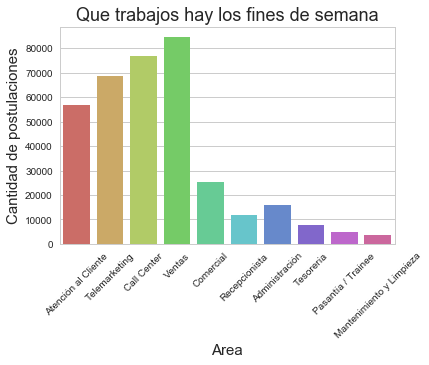 Que trabajos hay los fines de semana
Cantidad de postulaciones
80000
70000
60000
50000
40000
30000
20000
10000
0
Atención al Cliente
Telemarketing
Call Center
Ventas
Comercial
Recepcionista
Administración
Tesorería
Pasantía / Trainee
Mantenimiento y Limpieza
Area